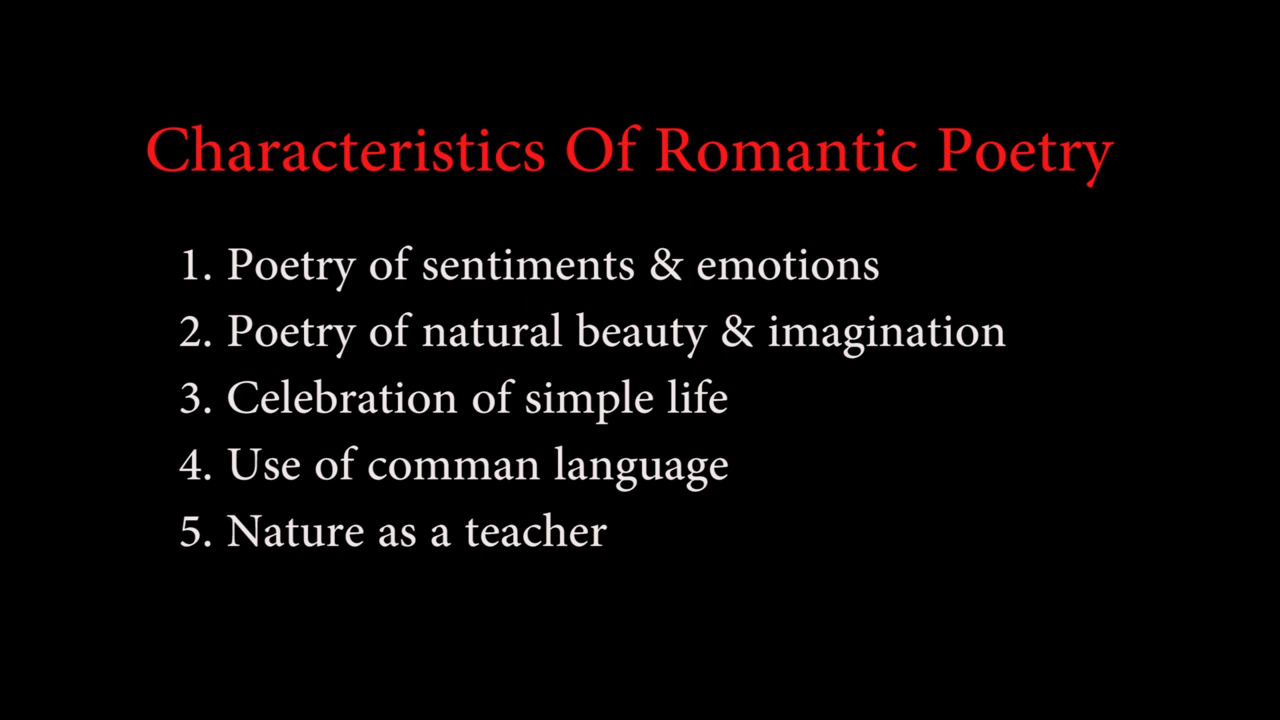 Characteristics Of Romantic Poetry
1. Poetry of sentiments & emotions
2. Poetry of natural beauty & imagination
3. Celebration of simple life
4. Use of comman language
5. Nature as a teacher